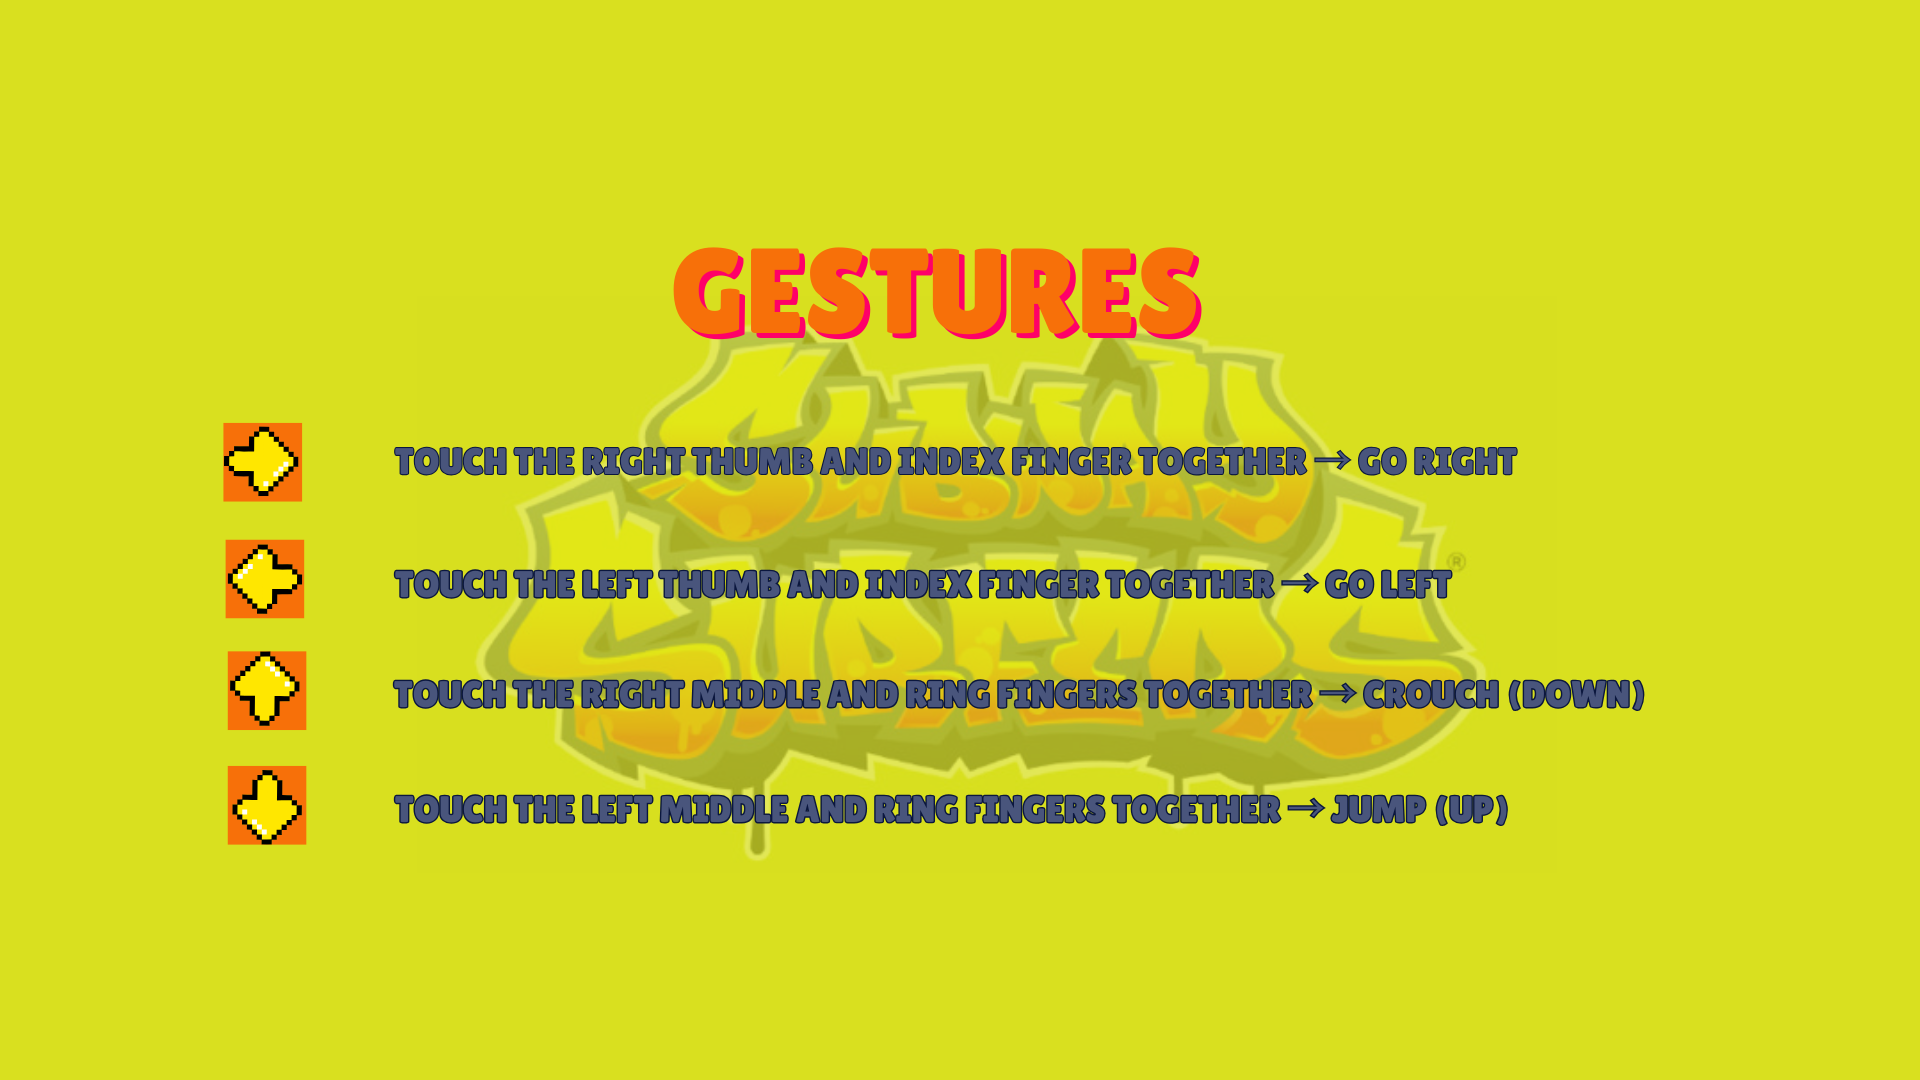 GESTURES
SUBWAY
TOUCH THE RIGHT THUMB AND INDEX FINGER TOGETHER → GO RIGHT
SURFERS
®
TOUCH THE LEFT THUMB AND INDEX FINGER TOGETHER → GO LEFT
TOUCH THE RIGHT MIDDLE AND RING FINGERS TOGETHER → CROUCH (DOWN)
TOUCH THE LEFT MIDDLE AND RING FINGERS TOGETHER → JUMP (UP)